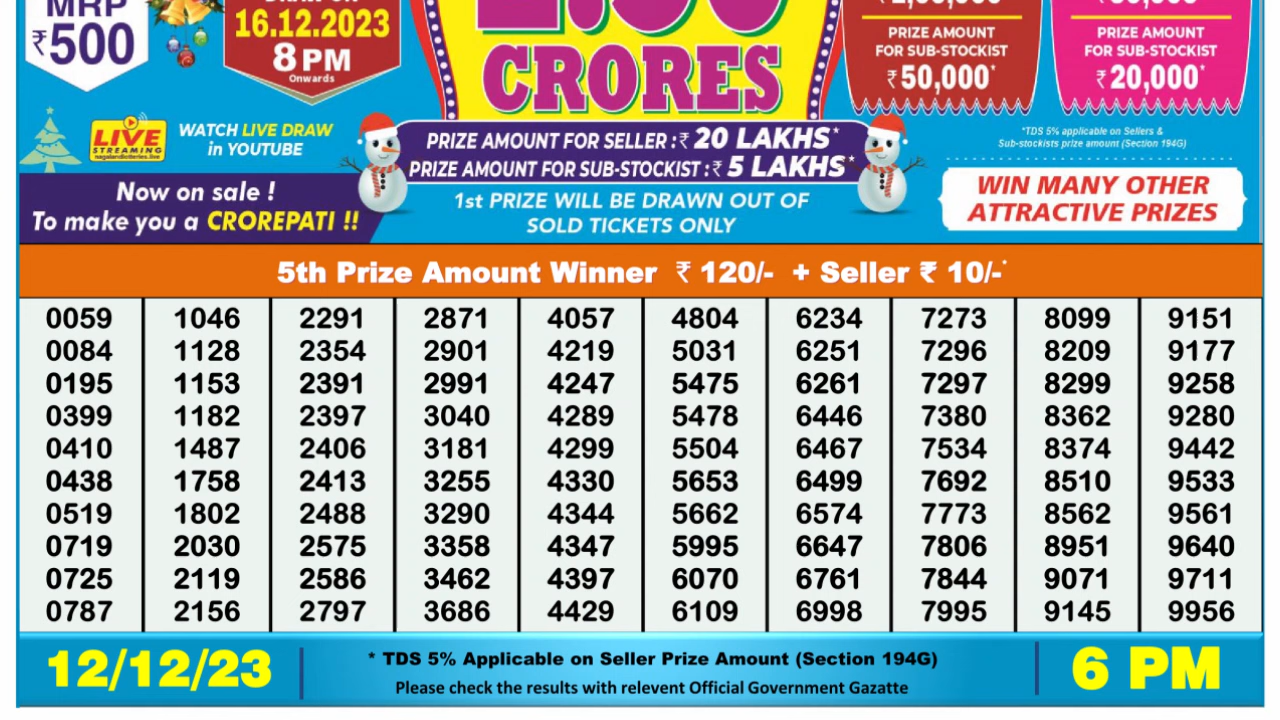 MRP
₹500
16.12.2023
8 PM
Onwards
CRORES
PRIZE AMOUNT
FOR SUB-STOCKIST
₹50,000*
PRIZE AMOUNT
FOR SUB-STOCKIST
₹20,000*
LIVE
STREAMING
nagalandlotteries.live
WATCH LIVE DRAW
in YOUTUBE
PRIZE AMOUNT FOR SELLER :₹ 20 LAKHS*
PRIZE AMOUNT FOR SUB-STOCKIST :₹ 5 LAKHS*
*TDS 5% applicable on Sellers &
Sub-stockists prize amount (Section 194G)
Now on sale !
To make you a CROREPATI !!
1st PRIZE WILL BE DRAWN OUT OF
SOLD TICKETS ONLY
WIN MANY OTHER
ATTRACTIVE PRIZES
5th Prize Amount Winner ₹ 120/- + Seller ₹ 10/-*
0059 1046 2291 2871 4057 4804 6234 7273 8099 9151
0084 1128 2354 2901 4219 5031 6251 7296 8209 9177
0195 1153 2391 2991 4247 5475 6261 7297 8299 9258
0399 1182 2397 3040 4289 5478 6446 7380 8362 9280
0410 1487 2406 3181 4299 5504 6467 7534 8374 9442
0438 1758 2413 3255 4330 5653 6499 7692 8510 9533
0519 1802 2488 3290 4344 5662 6574 7773 8562 9561
0719 2030 2575 3358 4347 5995 6647 7806 8951 9640
0725 2119 2586 3462 4397 6070 6761 7844 9071 9711
0787 2156 2797 3686 4429 6109 6998 7995 9145 9956
12/12/23
* TDS 5% Applicable on Seller Prize Amount (Section 194G)
Please check the results with relevent Official Government Gazatte
6 PM